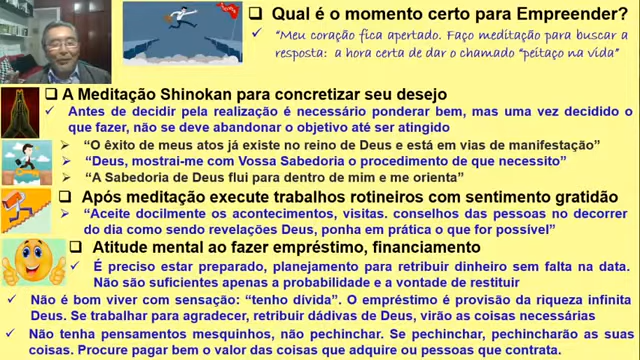 Qual é o momento certo para Empreender?
"Meu coração fica apertado. Faço meditação para buscar a
resposta: a hora certa de dar o chamado "peitaço na vida"
A Meditação Shinokan para concretizar seu desejo
Antes de decidir pela realização é necessário ponderar bem, mas uma vez decidido o
que fazer, não se deve abandonar o objetivo até ser atingido
"O êxito de meus atos já existe no reino de Deus e está em vias de manifestação"
"Deus, mostrai-me com Vossa Sabedoria o procedimento de que necessito"
"A Sabedoria de Deus flui para dentro de mim e me orienta"
Após meditação execute trabalhos rotineiros com sentimento gratidão
"Aceite docilmente os acontecimentos, visitas. conselhos das pessoas no decorrer
do dia como sendo revelações Deus, ponha em prática o que for possível"
Atitude mental ao fazer empréstimo, financiamento
É preciso estar preparado, planejamento para retribuir dinheiro sem falta na data.
Não são suficientes apenas a probabilidade e a vontade de restituir
Não é bom viver com sensação: "tenho dívida". O empréstimo é provisão da riqueza infinita
Deus. Se trabalhar para agradecer, retribuir dádivas de Deus, virão as coisas necessárias
Não tenha pensamentos mesquinhos, não pechinchar. Se pechinchar, pechincharão as suas
coisas. Procure pagar bem o valor das coisas que adquire ou pessoas que contrata.